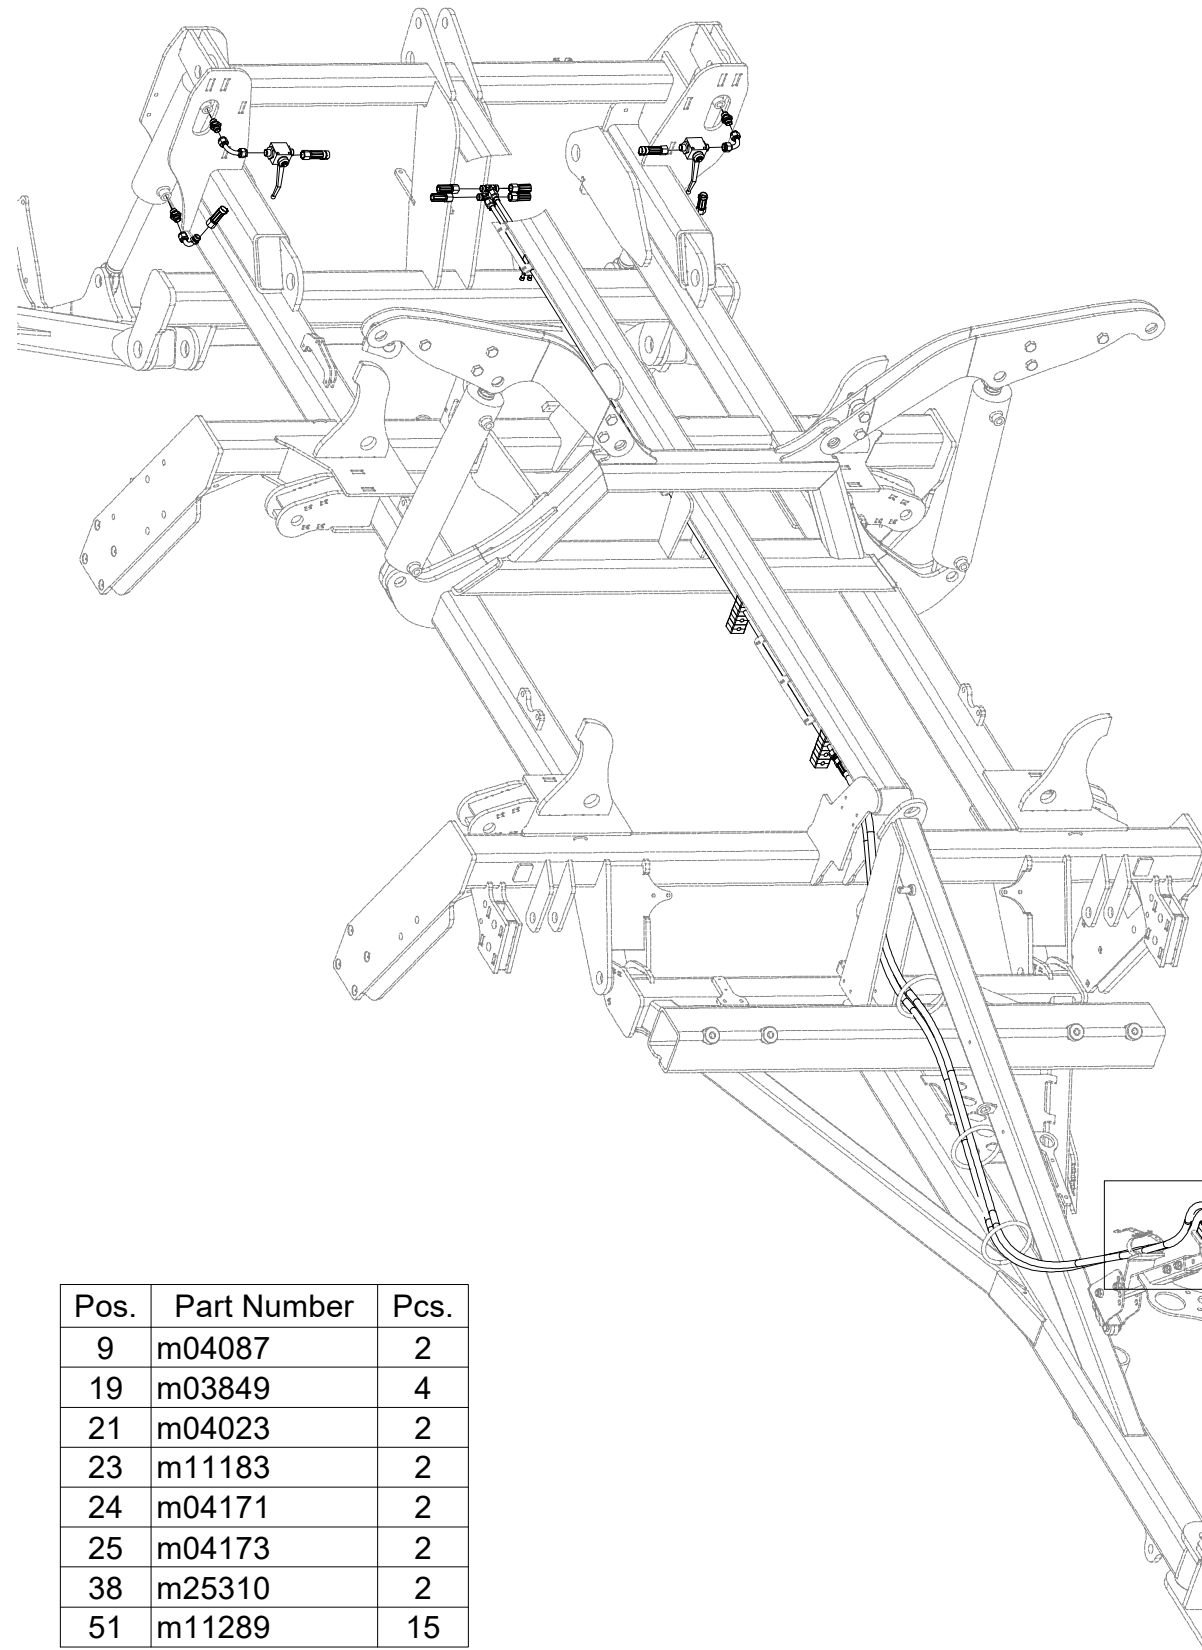 Pos. Part Number Pcs.
9 m04087 2
19 m03849 4
21 m04023 2
23 m11183 2
24 m04171 2
25 m04173 2
38 m25310 2
51 m11289 15